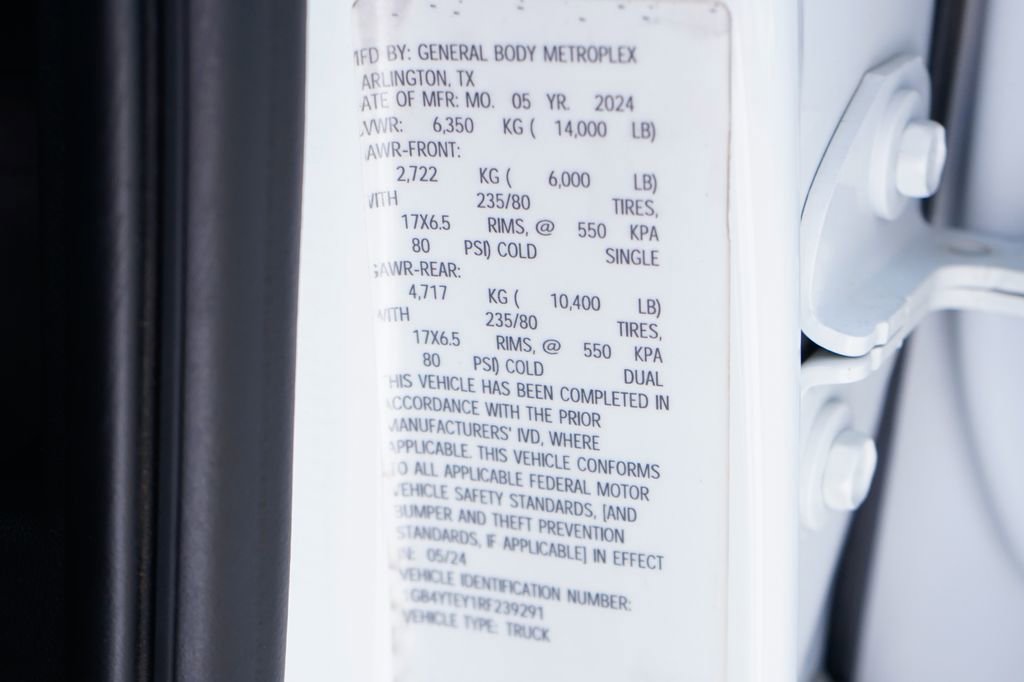 MFD BY: GENERAL BODY METROPLEX
ARLINGTON, TX
DATE OF MFR: MO. 05 YR. 2024
GVWR: 6,350 KG ( 14,000 LB)
GAWR-FRONT:
2,722 KG ( 6,000 LB)
WITH 235/80 TIRES,
17X6.5 RIMS, @ 550 KPA
80 PSI) COLD SINGLE
GAWR-REAR:
4,717 KG ( 10,400 LB)
WITH 235/80 TIRES,
17X6.5 RIMS, @ 550 KPA
80 PSI) COLD DUAL
THIS VEHICLE HAS BEEN COMPLETED IN
ACCORDANCE WITH THE PRIOR
MANUFACTURERS' IVD, WHERE
APPLICABLE. THIS VEHICLE CONFORMS
TO ALL APPLICABLE FEDERAL MOTOR
VEHICLE SAFETY STANDARDS, [AND
BUMPER AND THEFT PREVENTION
STANDARDS, IF APPLICABLE] IN EFFECT
IN: 05/24
VEHICLE IDENTIFICATION NUMBER:
1GB4YTEY1RF239291
VEHICLE TYPE: TRUCK